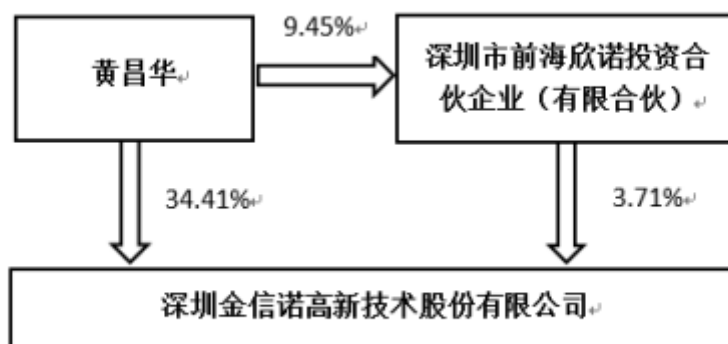 9.45%
黄昌华
深圳市前海欣诺投资合
伙企业（有限合伙）
34.41%
3.71%
深圳金信诺高新技术股份有限公司